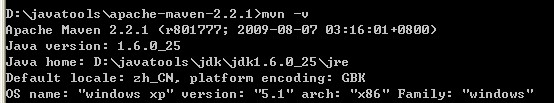 D:\javatools\apache-maven-2.2.1>mvn -v
Apache Maven 2.2.1 (r801777; 2009-08-07 03:16:01+0800)
Java version: 1.6.0_25
Java home: D:\javatools\jdk\jdk1.6.0_25\jre
Default locale: zh_CN, platform encoding: GBK
OS name: "windows xp" version: "5.1" arch: "x86" Family: "windows"